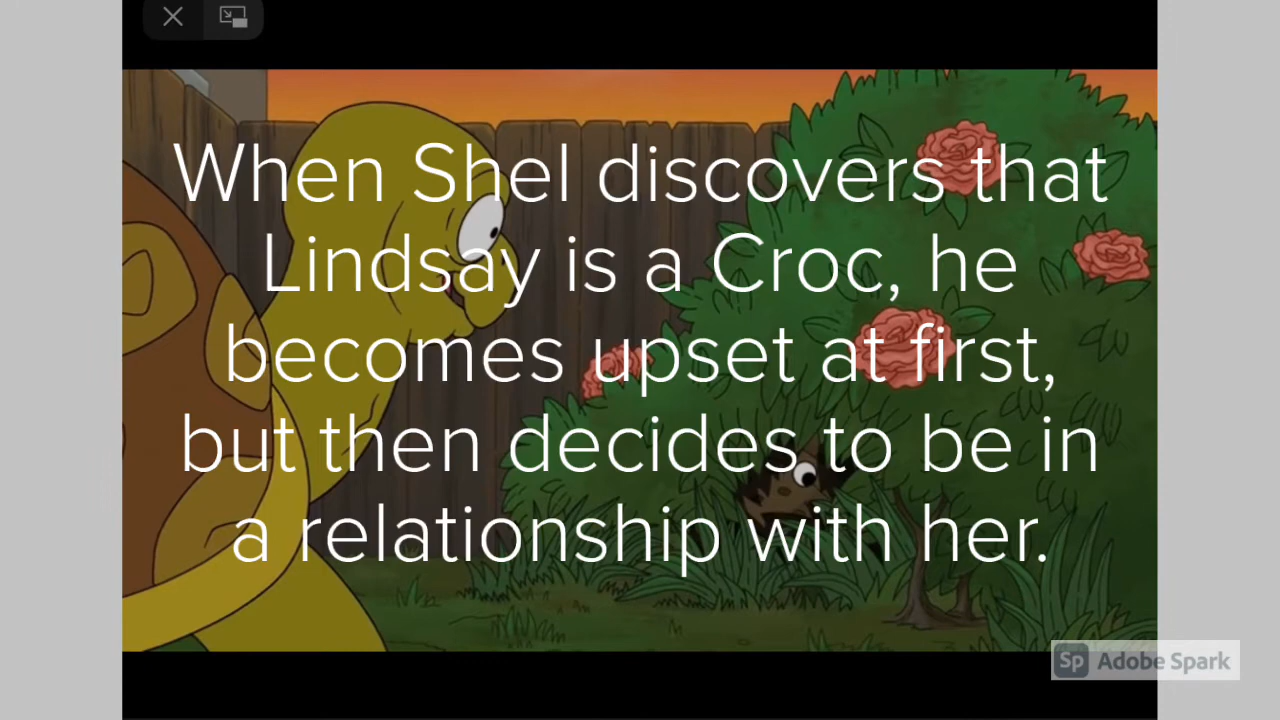 When Shel discovers that
Lindsay is a Croc, he
becomes upset at first,
but then decides to be in
a relationship with her.
Sp Adobe Spark